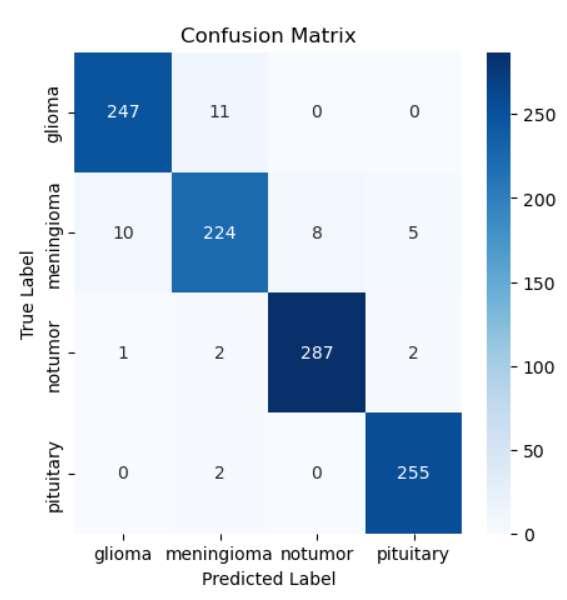 Confusion Matrix
True Label
glioma
247 11 0 0
meningioma
10 224 8 5
notumor
1 2 287 2
pituitary
0 2 0 255
glioma meningioma notumor pituitary
Predicted Label
250
200
150
100
50
0